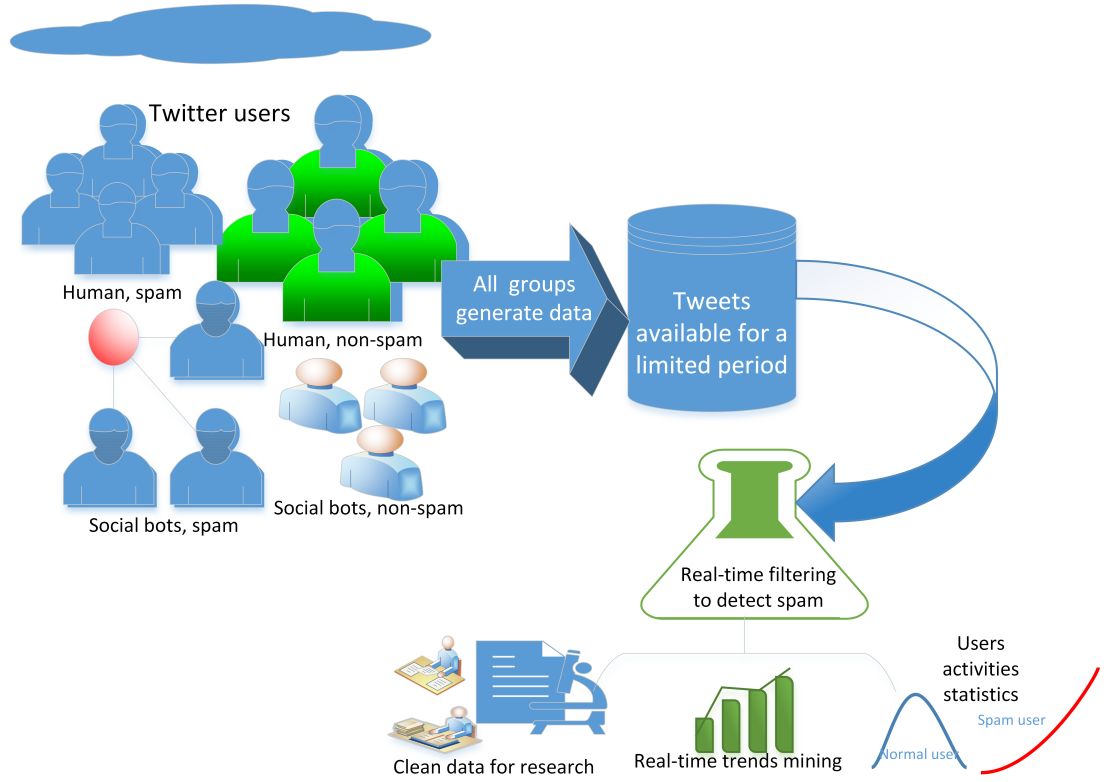 Twitter users
Human, spam
Human, non-spam
Social bots, spam
Social bots, non-spam
All groups
generate data
Tweets
available for a
limited period
Real-time filtering
to detect spam
Clean data for research
Real-time trends mining
Users
activities
statistics
Spam user
Normal user